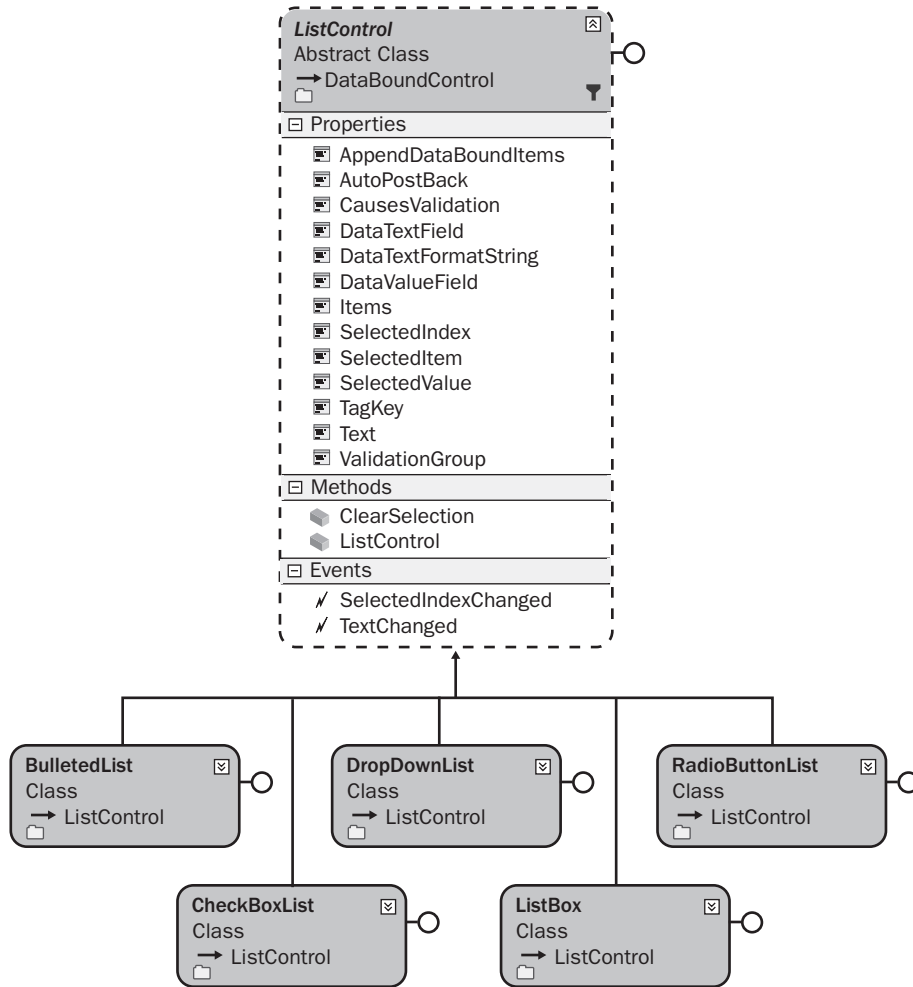 ListControl
Abstract Class
DataBoundControl
Properties
AppendDataBoundItems
AutoPostBack
CausesValidation
DataTextField
DataTextFormatString
DataValueField
Items
SelectedIndex
SelectedItem
SelectedValue
TagKey
Text
ValidationGroup
Methods
ClearSelection
ListControl
Events
SelectedIndexChanged
TextChanged
BulletedList
Class
ListControl
DropDownList
Class
ListControl
RadioButtonList
Class
ListControl
CheckBoxList
Class
ListControl
ListBox
Class
ListControl